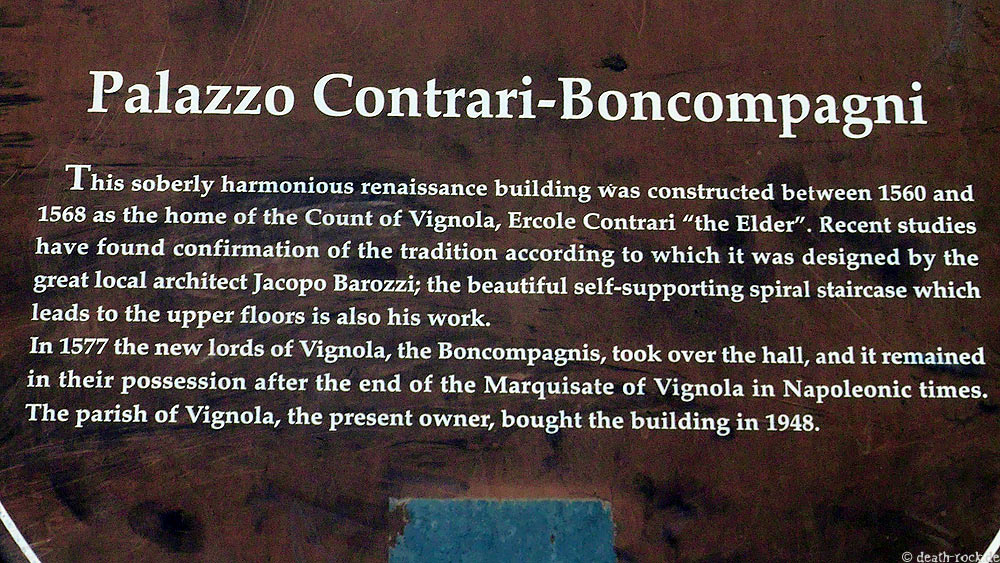 Palazzo Contrari-Boncompagni
This soberly harmonious renaissance building was constructed between 1560 and
1568 as the home of the Count of Vignola, Ercole Contrari “the Elder”. Recent studies
have found confirmation of the tradition according to which it was designed by the
great local architect Jacopo Barozzi; the beautiful self-supporting spiral staircase which
leads to the upper floors is also his work.
In 1577 the new lords of Vignola, the Boncompagnis, took over the hall, and it remained
in their possession after the end of the Marquisate of Vignola in Napoleonic times.
The parish of Vignola, the present owner, bought the building in 1948.
© death-rock.de